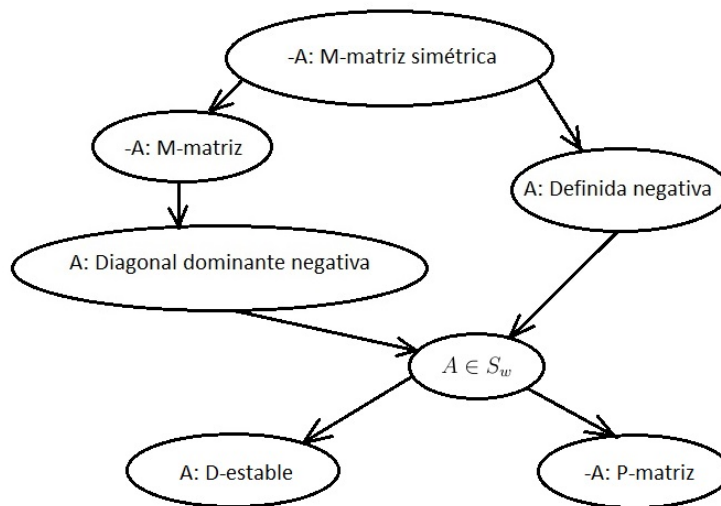 -A: M-matriz simétrica
-A: M-matriz
A: Definida negativa
A: Diagonal dominante negativa
A ∈ S_w
A: D-estable
-A: P-matriz